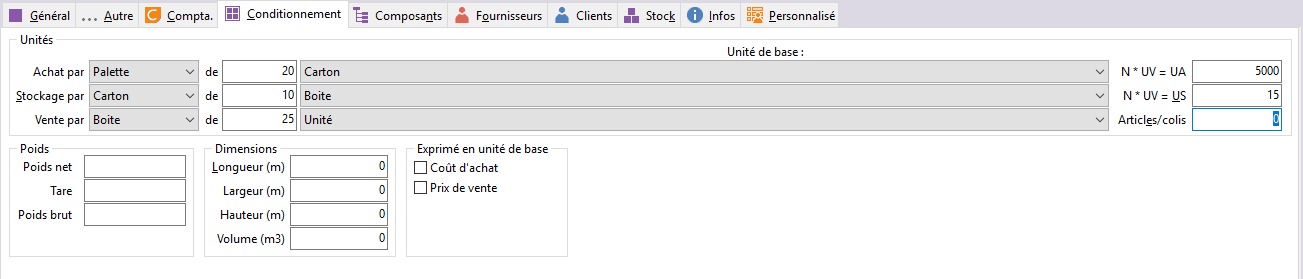 Général ... Autre Compta. Conditionnement Composants Fournisseurs Clients Stock Infos Personnalisé
Unités
Unité de base :
Achat par Palette de 20 Carton N * UV = UA 5000
Stockage par Carton de 10 Boite N * UV = US 15
Vente par Boite de 25 Unité Articles/colis 0
Poids Dimensions Exprimé en unité de base
Poids net Longueur (m) 0 Coût d'achat
Tare Largeur (m) 0 Prix de vente
Poids brut Hauteur (m) 0
Volume (m3) 0